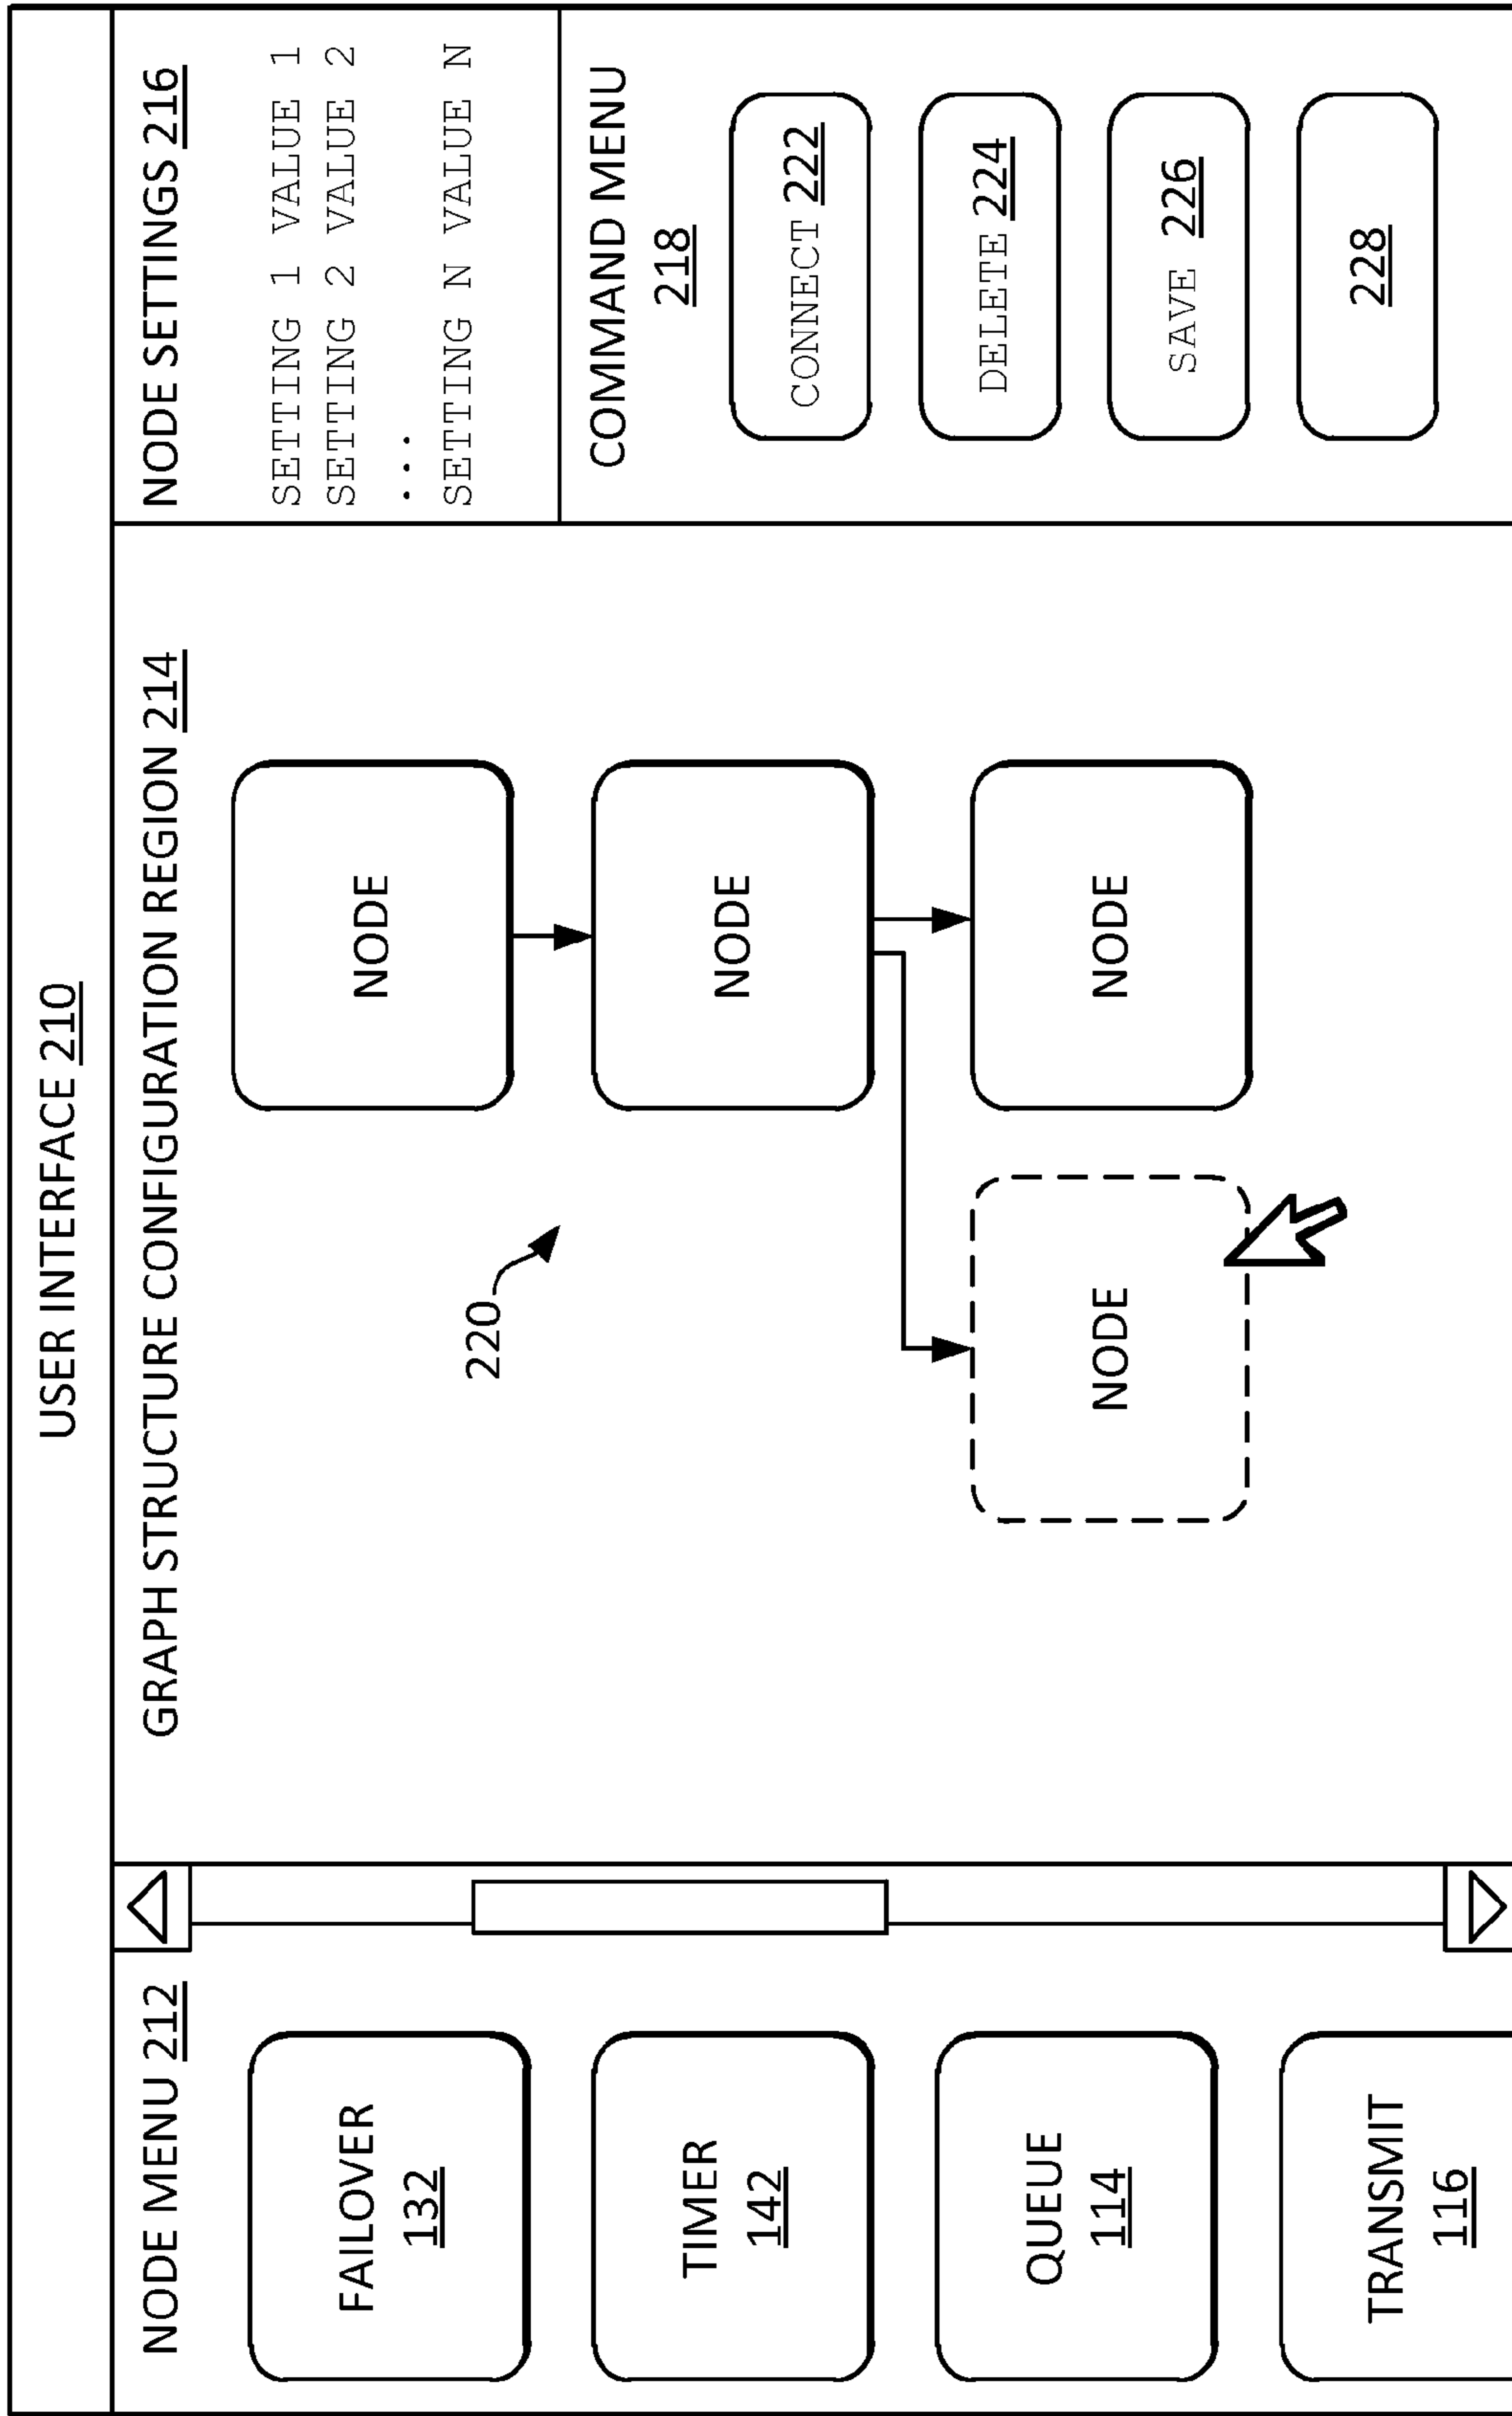 USER INTERFACE 210
NODE MENU 212
FAILOVER
132
TIMER
142
QUEUE
114
TRANSMIT
116
GRAPH STRUCTURE CONFIGURATION REGION 214
220
NODE
NODE
NODE
NODE
NODE SETTINGS 216
SETTING 1 VALUE 1
SETTING 2 VALUE 2
...
SETTING N VALUE N
COMMAND MENU
218
CONNECT 222
DELETE 224
SAVE 226
228